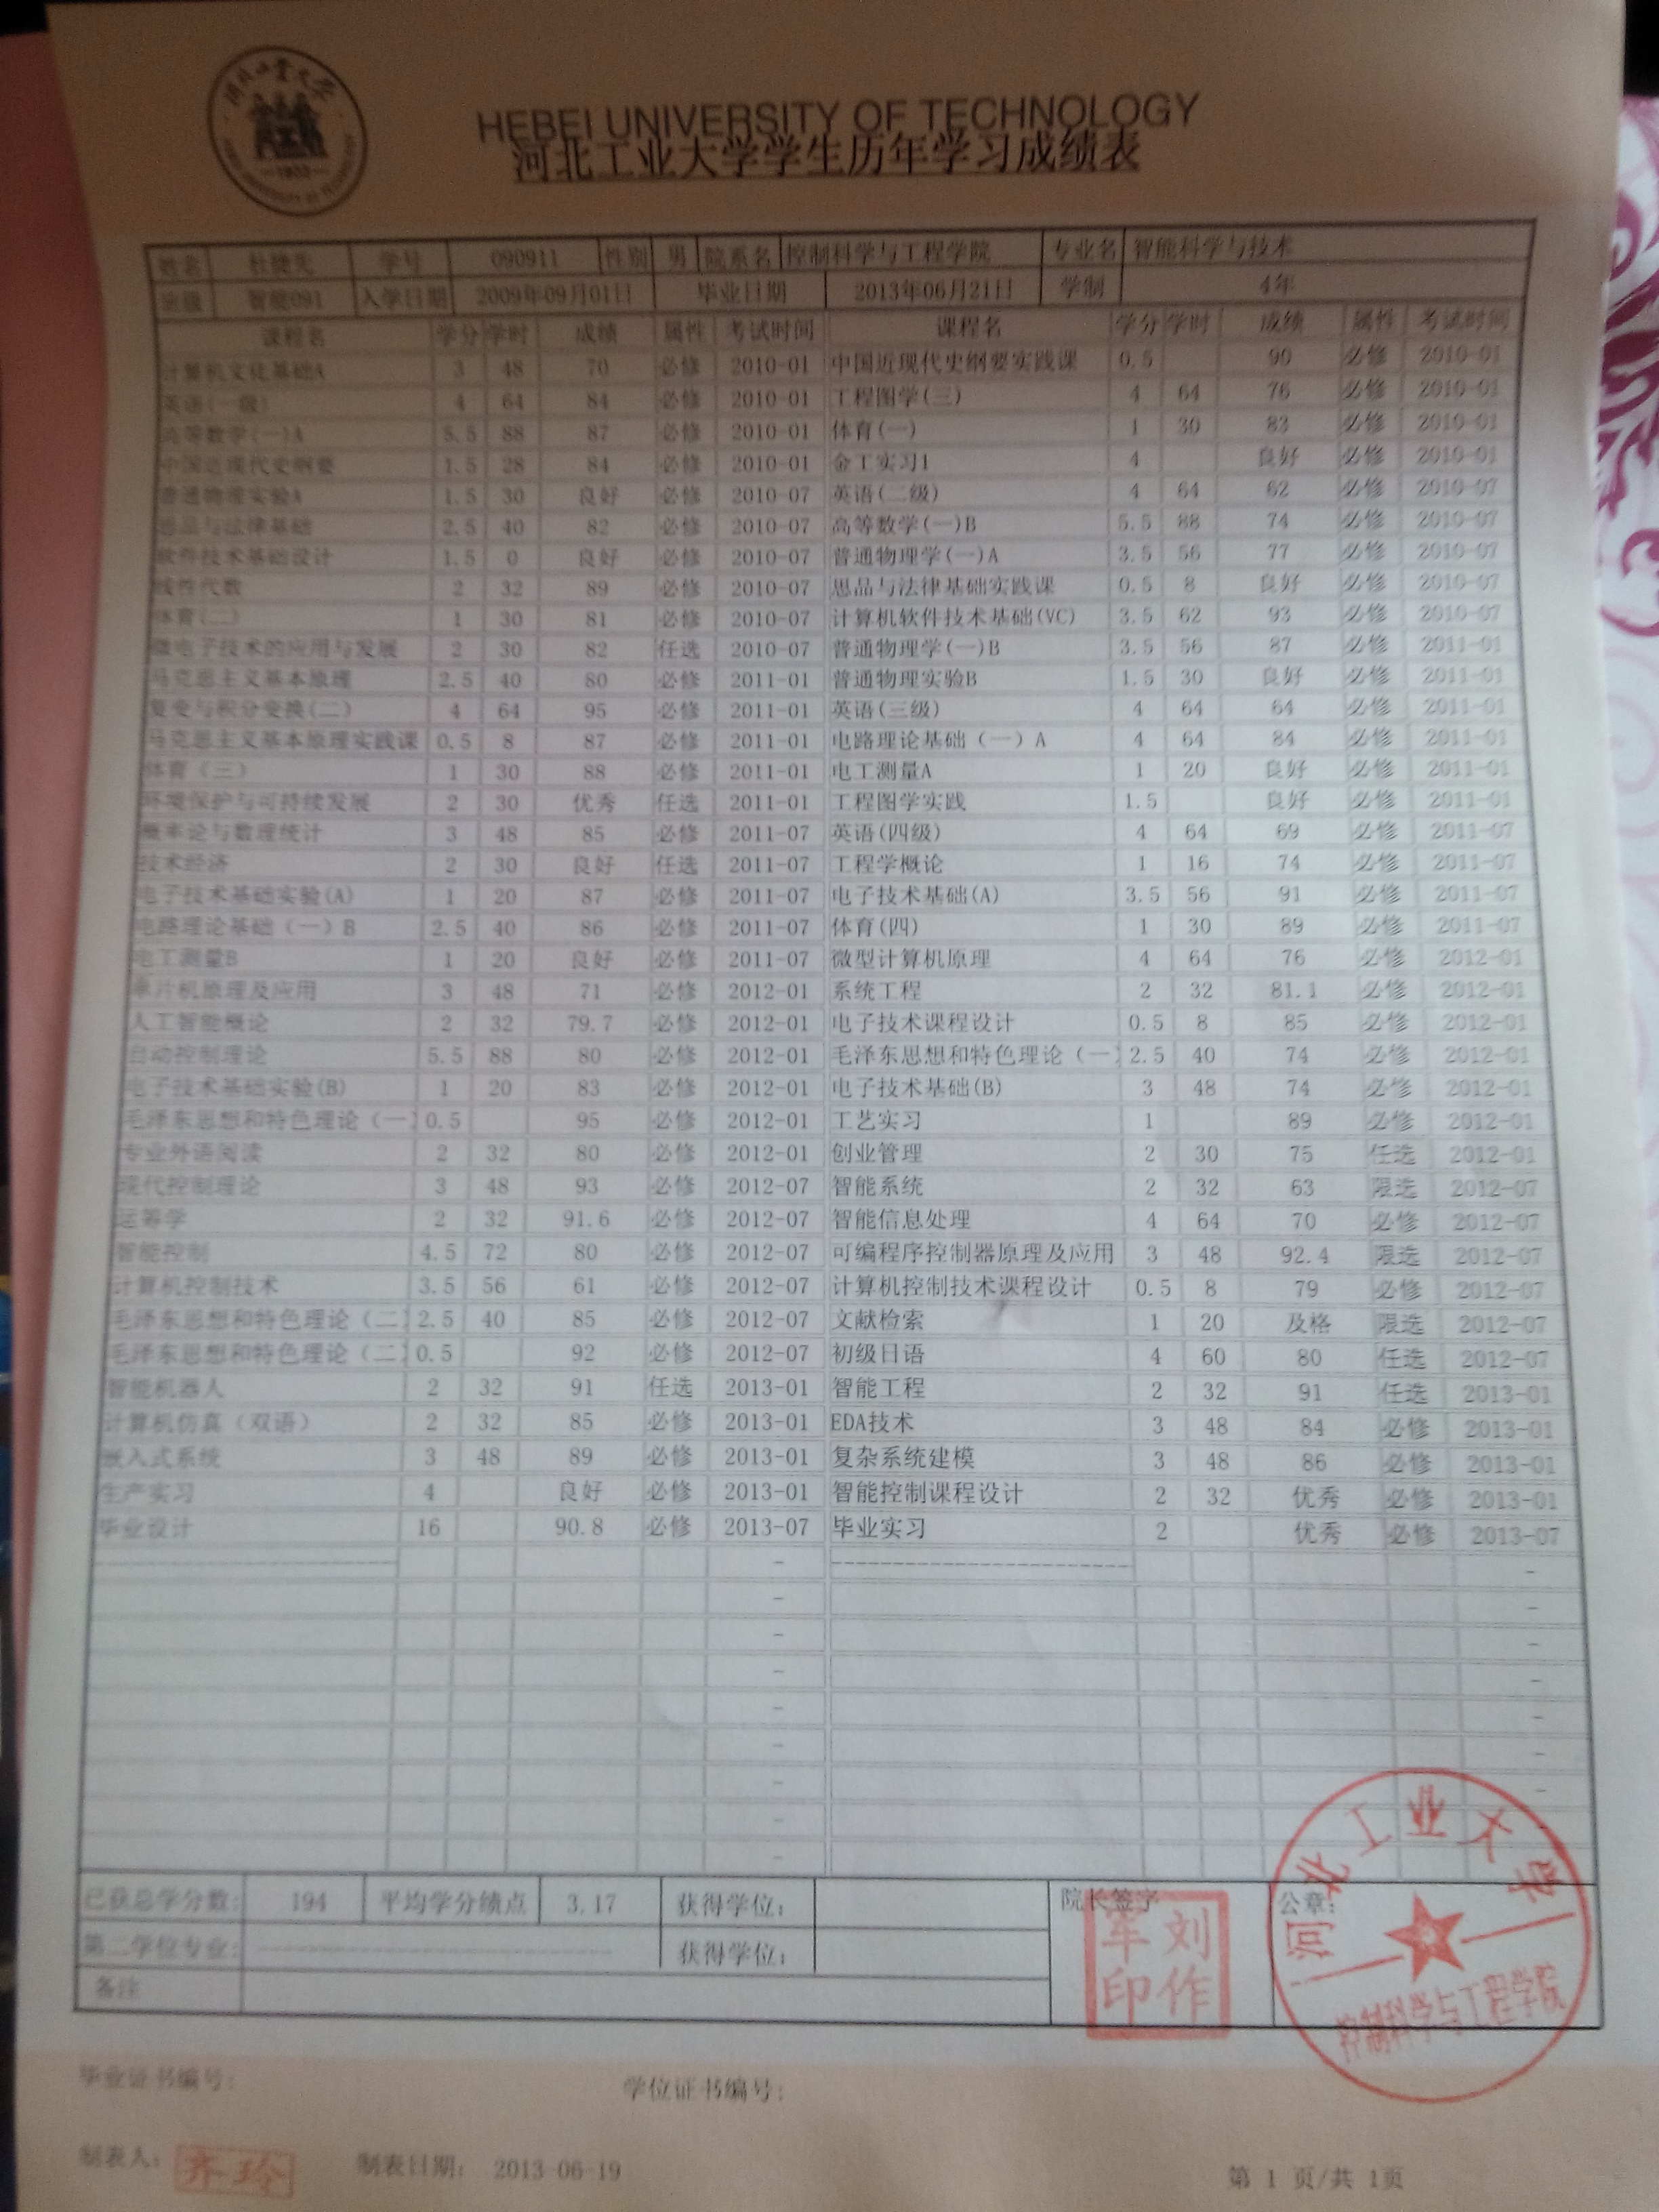 HEBEI UNIVERSITY OF TECHNOLOGY
河北工业大学学生历年学习成绩表
姓名 学号 090911 性别 男 院系名 控制科学与工程学院 专业名 智能科学与技术
班级 智能091 入学日期 2009年09月01日 毕业日期 2013年06月21日 学制 4年
课程名 学分 学时 成绩 属性 考试时间 课程名 学分 学时 成绩 属性 考试时间
计算机文化基础A 3 48 70 必修 2010-01 中国近现代史纲要实践课 0.5 90 必修 2010-01
英语(一级) 4 64 84 必修 2010-01 工程图学(三) 4 64 76 必修 2010-01
高等数学(一)A 5.5 88 87 必修 2010-01 体育(一) 1 30 83 必修 2010-01
中国近现代史纲要 1.5 28 84 必修 2010-01 金工实习I 4 良好 必修 2010-01
普通物理实验A 1.5 30 良好 必修 2010-07 英语(二级) 4 64 62 必修 2010-07
思品与法律基础 2.5 40 82 必修 2010-07 高等数学(一)B 5.5 88 74 必修 2010-07
软件技术基础设计 1.5 0 良好 必修 2010-07 普通物理学(一)A 3.5 56 77 必修 2010-07
线性代数 2 32 89 必修 2010-07 思品与法律基础实践课 0.5 8 良好 必修 2010-07
体育(二) 1 30 81 必修 2010-07 计算机软件技术基础(VC) 3.5 62 93 必修 2010-07
微电子技术的应用与发展 2 30 82 任选 2010-07 普通物理学(一)B 3.5 56 87 必修 2011-01
马克思主义基本原理 2.5 40 80 必修 2011-01 普通物理实验B 1.5 30 良好 必修 2011-01
复变与积分变换(二) 4 64 95 必修 2011-01 英语(三级) 4 64 64 必修 2011-01
马克思主义基本原理实践课 0.5 8 87 必修 2011-01 电路理论基础（一）A 4 64 84 必修 2011-01
体育（三） 1 30 88 必修 2011-01 电工测量A 1 20 良好 必修 2011-01
环境保护与可持续发展 2 30 优秀 任选 2011-01 工程图学实践 1.5 良好 必修 2011-01
概率论与数理统计 3 48 85 必修 2011-07 英语(四级) 4 64 69 必修 2011-07
技术经济 2 30 良好 任选 2011-07 工程学概论 1 16 74 必修 2011-07
电子技术基础实验(A) 1 20 87 必修 2011-07 电子技术基础(A) 3.5 56 91 必修 2011-07
电路理论基础（一）B 2.5 40 86 必修 2011-07 体育(四) 1 30 89 必修 2011-07
电工测量B 1 20 良好 必修 2011-07 微型计算机原理 4 64 76 必修 2012-01
单片机原理及应用 3 48 71 必修 2012-01 系统工程 2 32 81.1 必修 2012-01
人工智能概论 2 32 79.7 必修 2012-01 电子技术课程设计 0.5 8 85 必修 2012-01
自动控制理论 5.5 88 80 必修 2012-01 毛泽东思想和特色理论（一） 2.5 40 74 必修 2012-01
电子技术基础实验(B) 1 20 83 必修 2012-01 电子技术基础(B) 3 48 74 必修 2012-01
毛泽东思想和特色理论（一） 0.5 95 必修 2012-01 工艺实习 1 89 必修 2012-01
专业外语阅读 2 32 80 必修 2012-01 创业管理 2 30 75 任选 2012-01
现代控制理论 3 48 93 必修 2012-07 智能系统 2 32 63 限选 2012-07
运筹学 2 32 91.6 必修 2012-07 智能信息处理 4 64 70 必修 2012-07
智能控制 4.5 72 80 必修 2012-07 可编程序控制器原理及应用 3 48 92.4 限选 2012-07
计算机控制技术 3.5 56 61 必修 2012-07 计算机控制技术课程设计 0.5 8 79 必修 2012-07
毛泽东思想和特色理论（二） 2.5 40 85 必修 2012-07 文献检索 1 20 及格 限选 2012-07
毛泽东思想和特色理论（二） 0.5 92 必修 2012-07 初级日语 4 60 80 任选 2012-07
智能机器人 2 32 91 任选 2013-01 智能工程 2 32 91 任选 2013-01
计算机仿真（双语） 2 32 85 必修 2013-01 EDA技术 3 48 84 必修 2013-01
嵌入式系统 3 48 89 必修 2013-01 复杂系统建模 3 48 86 必修 2013-01
生产实习 4 良好 必修 2013-01 智能控制课程设计 2 32 优秀 必修 2013-01
毕业设计 16 90.8 必修 2013-07 毕业实习 2 优秀 必修 2013-07
已获总学分数: 194 平均学分绩点 3.17 获得学位: 院长签字 公章:
第二学位专业: 获得学位:
备注
刘作军印
河北工业大学
控制科学与工程学院
毕业证书编号: 学位证书编号:
制表人: 齐玲 制表日期: 2013-06-19 第 1 页/共 1页